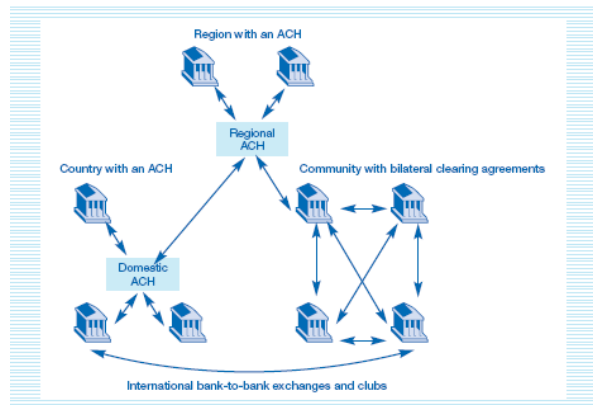 Region with an ACH
Regional
ACH
Country with an ACH
Community with bilateral clearing agreements
Domestic
ACH
International bank-to-bank exchanges and clubs